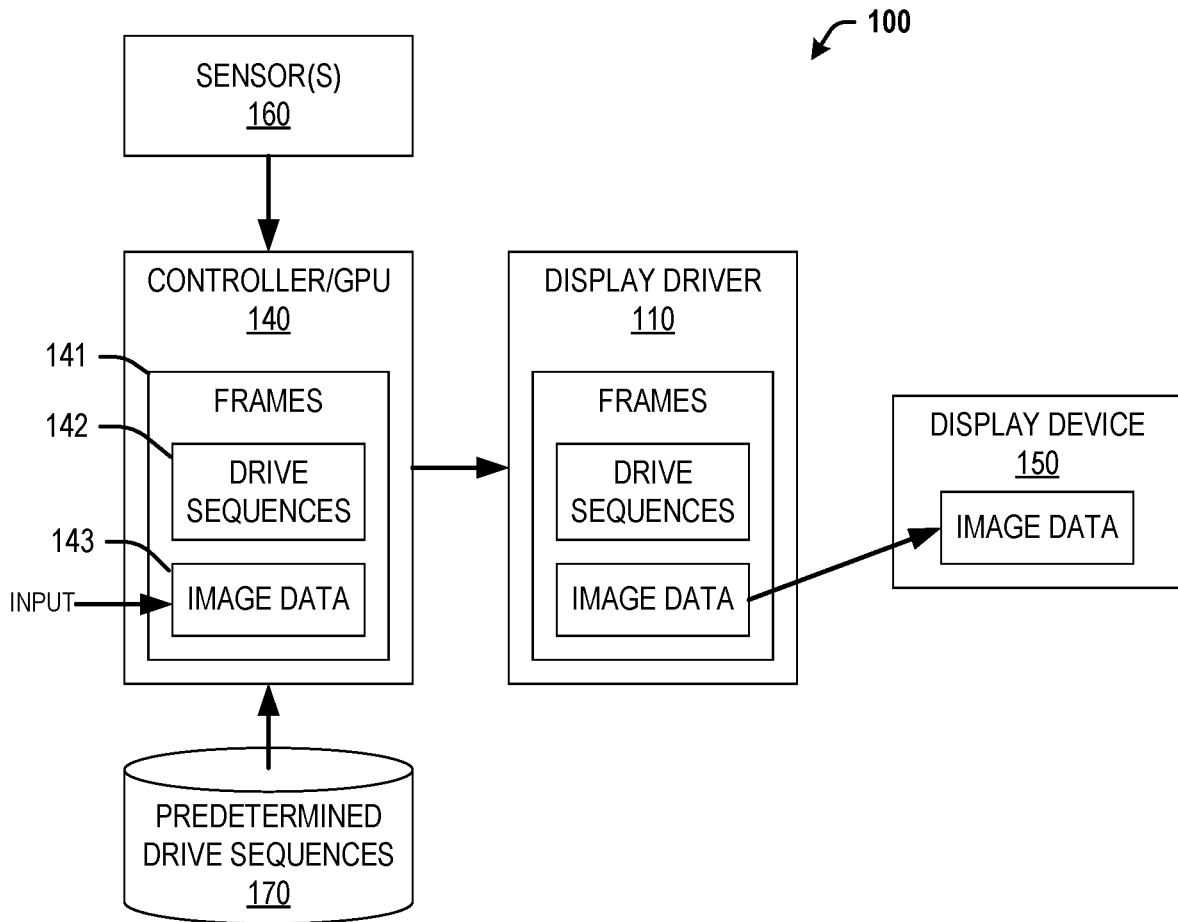 100
SENSOR(S)
160
CONTROLLER/GPU
140
141
FRAMES
142
DRIVE
SEQUENCES
143
INPUT
IMAGE DATA
DISPLAY DRIVER
110
FRAMES
DRIVE
SEQUENCES
IMAGE DATA
DISPLAY DEVICE
150
IMAGE DATA
PREDETERMINED
DRIVE SEQUENCES
170